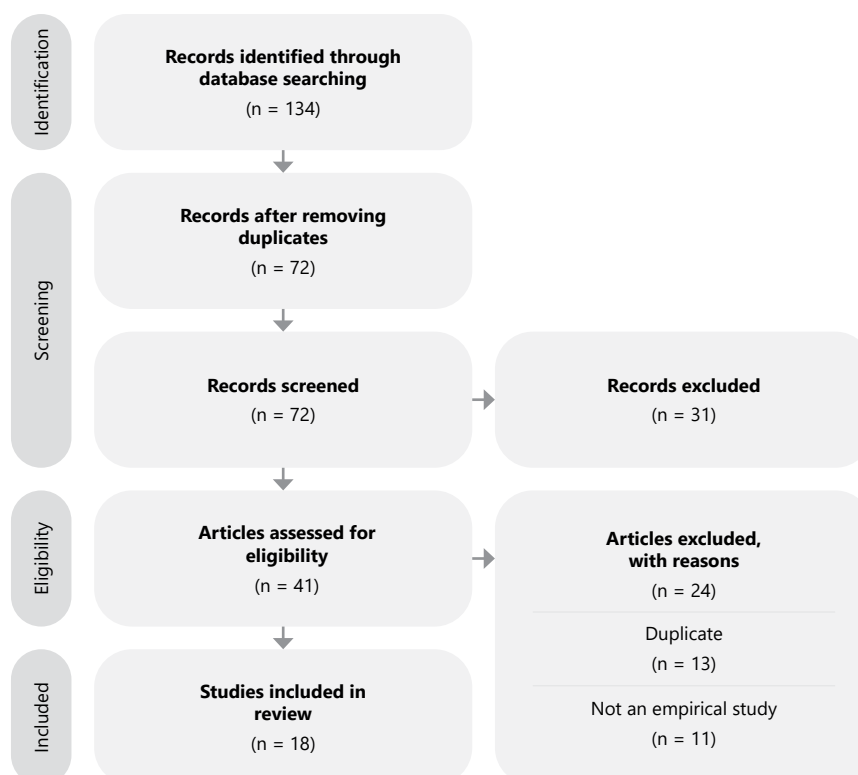 Identification
Records identified through
database searching
(n = 134)
Screening
Records after removing
duplicates
(n = 72)
Records screened
(n = 72)
Records excluded
(n = 31)
Eligibility
Articles assessed for
eligibility
(n = 41)
Articles excluded,
with reasons
(n = 24)
Duplicate
(n = 13)
Not an empirical study
(n = 11)
Included
Studies included in
review
(n = 18)